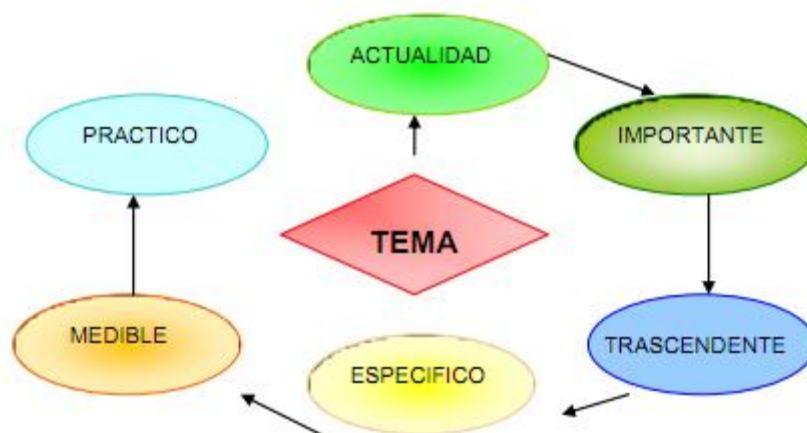 ACTUALIDAD
PRACTICO
IMPORTANTE
TEMA
MEDIBLE
ESPECIFICO
TRASCENDENTE